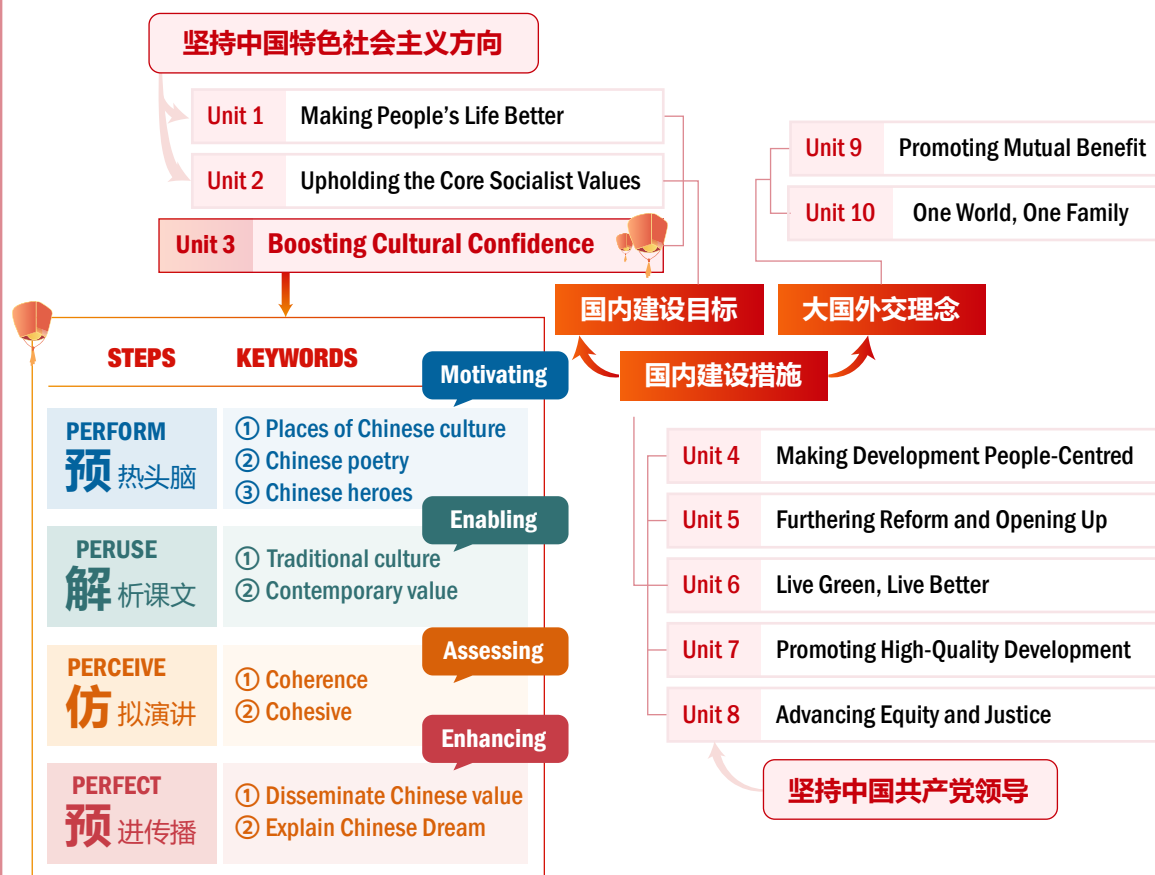 坚持中国特色社会主义方向
Unit 1 Making People's Life Better
Unit 2 Upholding the Core Socialist Values
Unit 3 Boosting Cultural Confidence
Unit 9 Promoting Mutual Benefit
Unit 10 One World, One Family
国内建设目标
大国外交理念
国内建设措施
STEPS KEYWORDS
Motivating
PERFORM
预热头脑
① Places of Chinese culture
② Chinese poetry
③ Chinese heroes
Enabling
PERUSE
解析课文
① Traditional culture
② Contemporary value
Assessing
PERCEIVE
仿拟演讲
① Coherence
② Cohesive
Enhancing
PERFECT
预进传播
① Disseminate Chinese value
② Explain Chinese Dream
Unit 4 Making Development People-Centred
Unit 5 Furthering Reform and Opening Up
Unit 6 Live Green, Live Better
Unit 7 Promoting High-Quality Development
Unit 8 Advancing Equity and Justice
坚持中国共产党领导